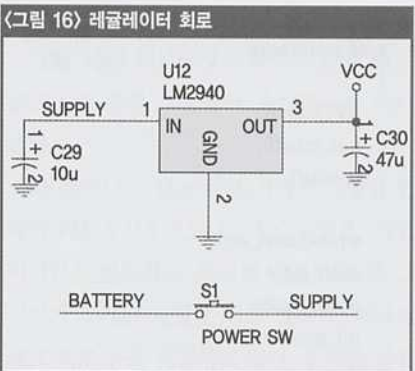 〈그림 16〉 레귤레이터 회로
U12
LM2940
VCC
SUPPLY
1
IN
OUT
3
GND
2
1
+
C29
10u
2
1
+
C30
47u
2
BATTERY
S1
SUPPLY
POWER SW